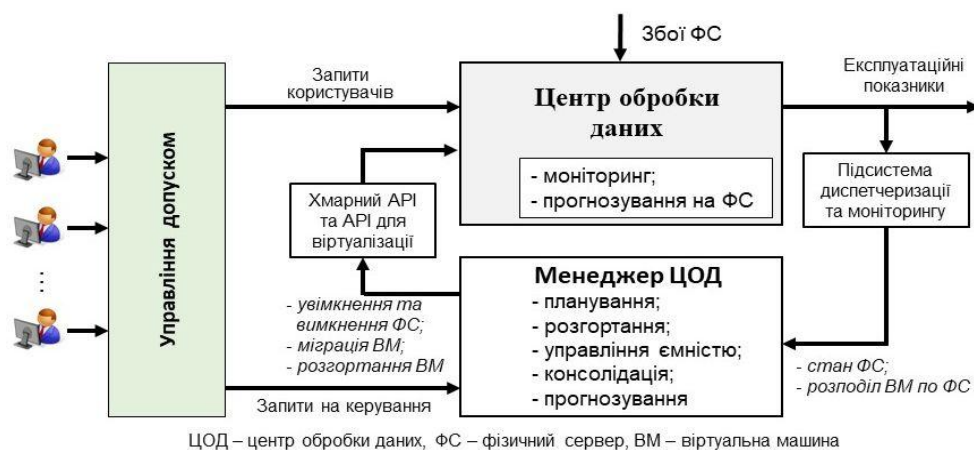 Збої ФС
Запити
користувачів
Експлуатаційні
показники
Управління допуском
Центр обробки
даних
- моніторинг;
- прогнозування на ФС
Хмарний API
та API для
віртуалізації
Підсистема
диспетчеризації
та моніторингу
Менеджер ЦОД
- планування;
- розгортання;
- управління ємністю;
- консолідація;
- прогнозування
- увімкнення та
вимкнення ФС;
- міграція ВМ;
- розгортання ВМ
- стан ФС;
- розподіл ВМ по ФС
Запити на керування
ЦОД – центр обробки даних, ФС – фізичний сервер, ВМ – віртуальна машина